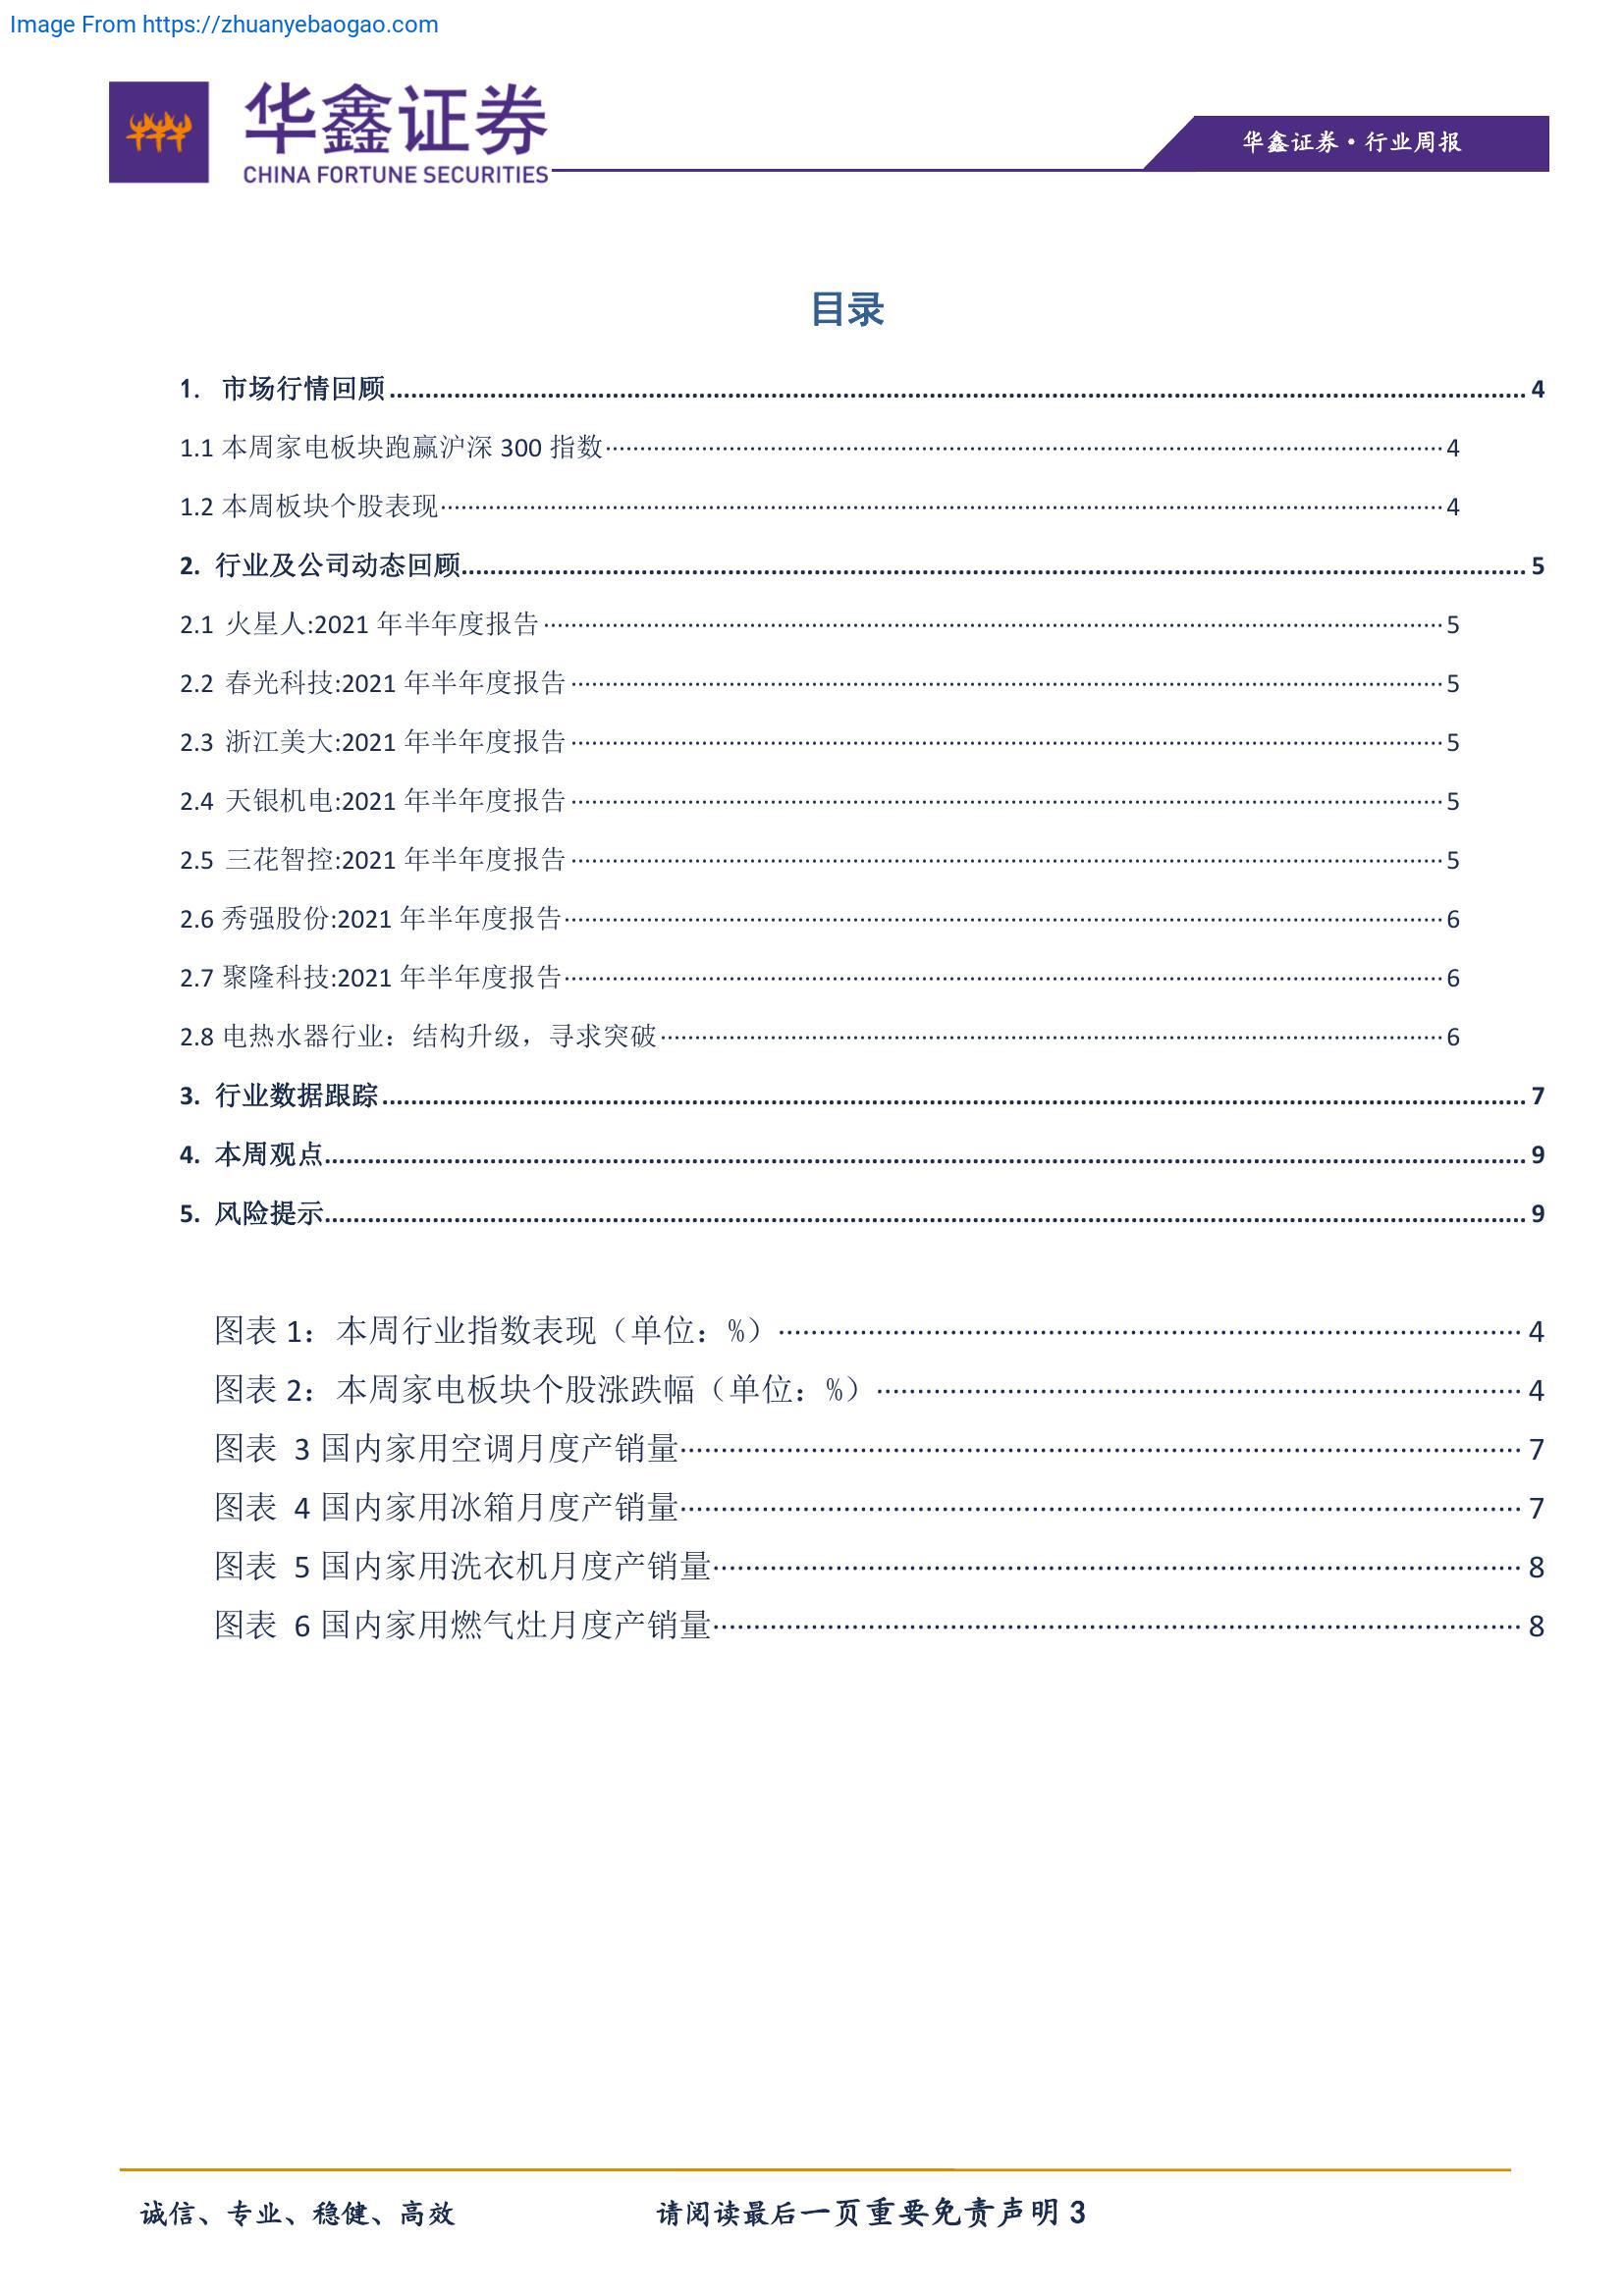 Image From https://zhuanyebaogao.com
华鑫证券
CHINA FORTUNE SECURITIES
华鑫证券·行业周报
目录
1. 市场行情回顾 4
1.1 本周家电板块跑赢沪深 300 指数 4
1.2 本周板块个股表现 4
2. 行业及公司动态回顾 5
2.1 火星人:2021 年半年度报告 5
2.2 春光科技:2021 年半年度报告 5
2.3 浙江美大:2021 年半年度报告 5
2.4 天银机电:2021 年半年度报告 5
2.5 三花智控:2021 年半年度报告 5
2.6 秀强股份:2021 年半年度报告 6
2.7 聚隆科技:2021 年半年度报告 6
2.8 电热水器行业：结构升级，寻求突破 6
3. 行业数据跟踪 7
4. 本周观点 9
5. 风险提示 9
图表 1：本周行业指数表现（单位：%） 4
图表 2：本周家电板块个股涨跌幅（单位：%） 4
图表 3 国内家用空调月度产销量 7
图表 4 国内家用冰箱月度产销量 7
图表 5 国内家用洗衣机月度产销量 8
图表 6 国内家用燃气灶月度产销量 8
诚信、专业、稳健、高效 请阅读最后一页重要免责声明 3